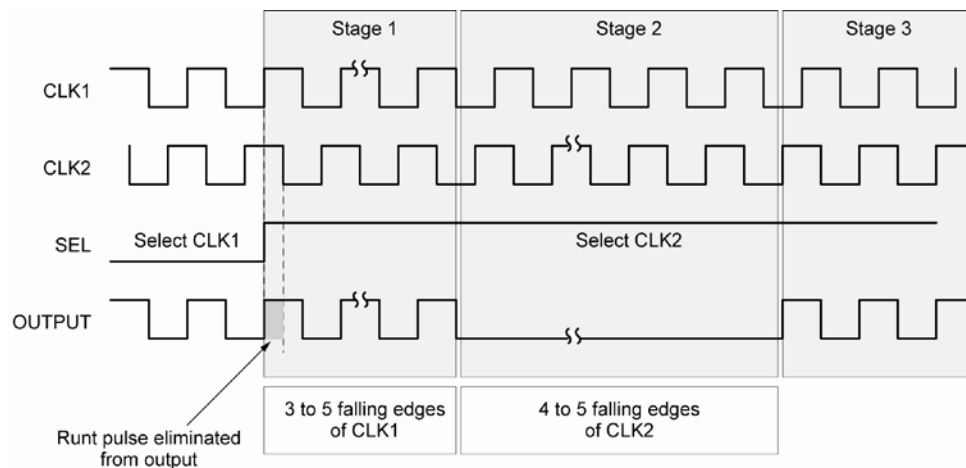 Stage 1
Stage 2
Stage 3
CLK1
CLK2
SEL
Select CLK1
Select CLK2
OUTPUT
3 to 5 falling edges
of CLK1
4 to 5 falling edges
of CLK2
Runt pulse eliminated
from output